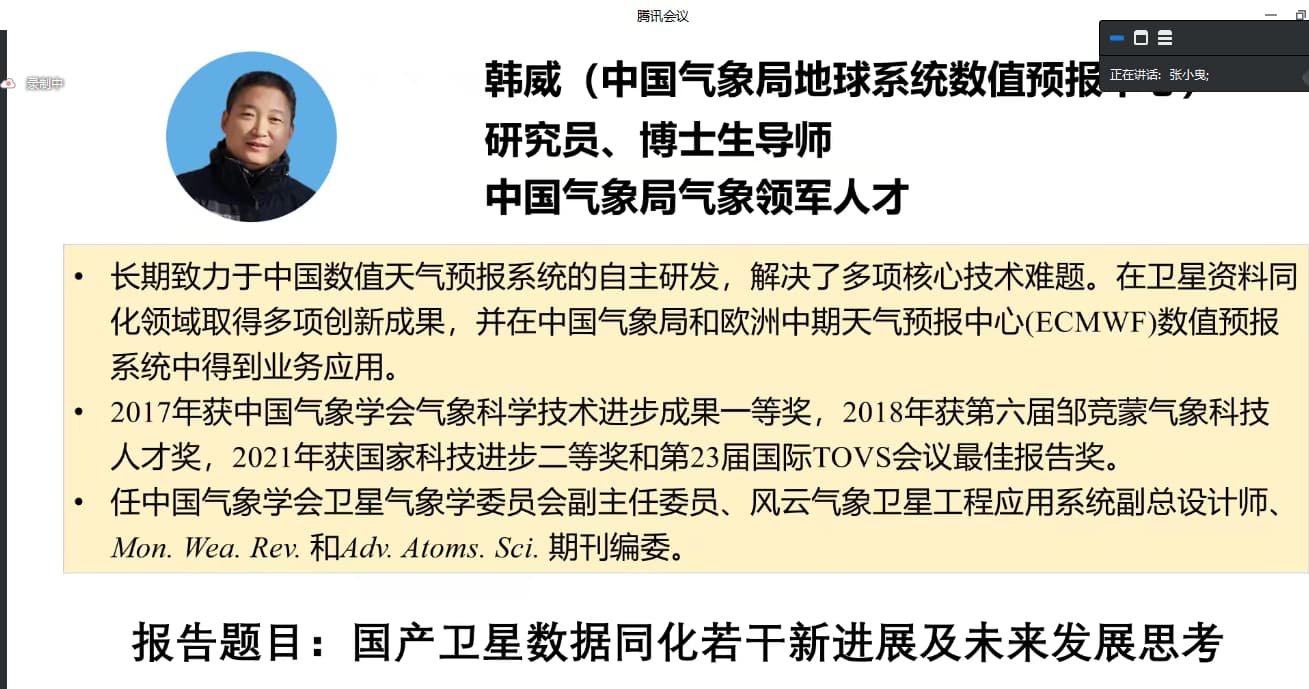 腾讯会议
正在讲话: 张小曳;
录制中
韩威（中国气象局地球系统数值预报
研究员、博士生导师
中国气象局气象领军人才
• 长期致力于中国数值天气预报系统的自主研发，解决了多项核心技术难题。在卫星资料同
化领域取得多项创新成果，并在中国气象局和欧洲中期天气预报中心(ECMWF)数值预报
系统中得到业务应用。
• 2017年获中国气象学会气象科学技术进步成果一等奖，2018年获第六届邹竞蒙气象科技
人才奖，2021年获国家科技进步二等奖和第23届国际TOVS会议最佳报告奖。
• 任中国气象学会卫星气象学委员会副主任委员、风云气象卫星工程应用系统副总设计师、
Mon. Wea. Rev. 和Adv. Atoms. Sci. 期刊编委。
报告题目：国产卫星数据同化若干新进展及未来发展思考